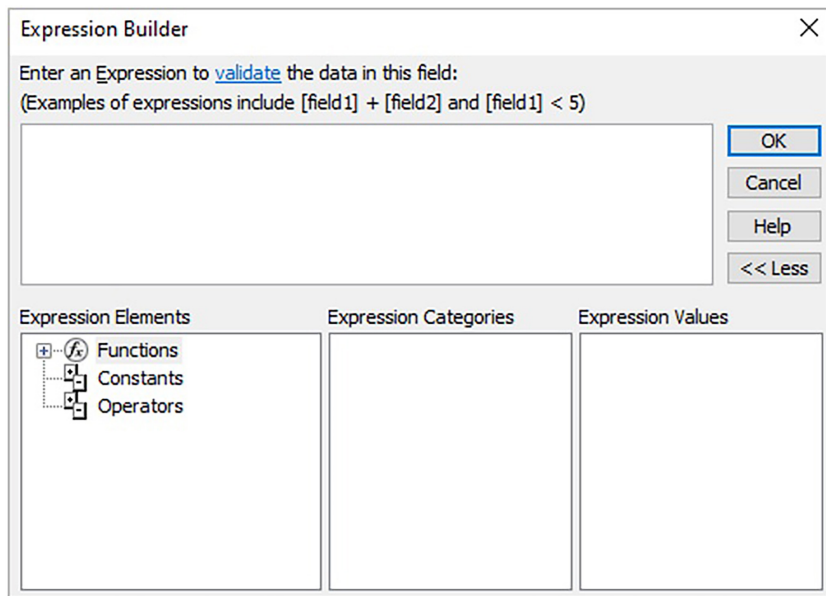 Expression Builder
Enter an Expression to validate the data in this field:
(Examples of expressions include [field1] + [field2] and [field1] < 5)
OK
Cancel
Help
<< Less
Expression Elements
Expression Categories
Expression Values
Functions
Constants
Operators